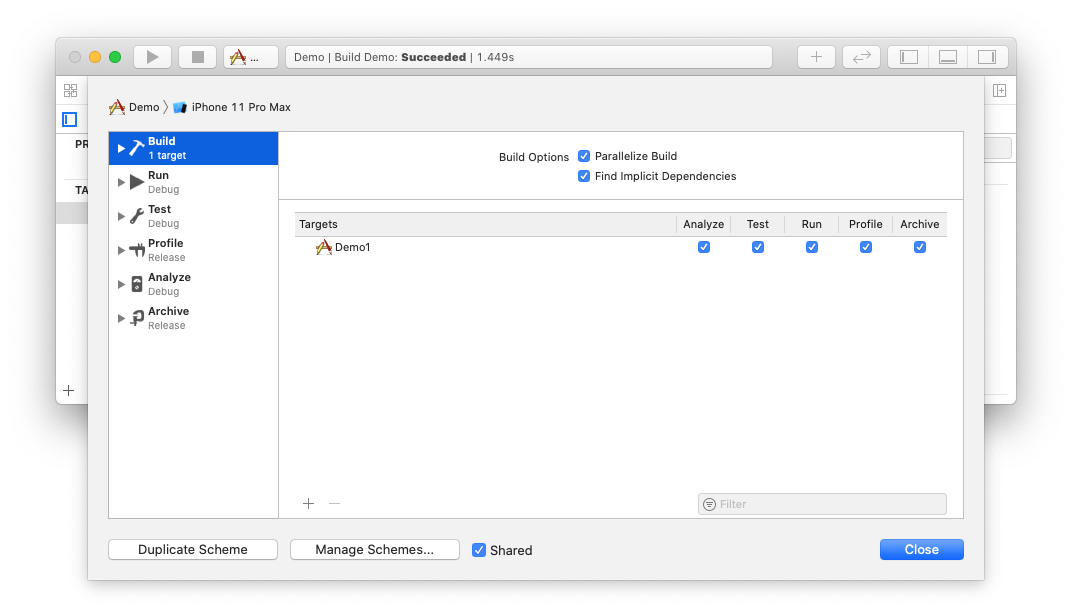 ...
Demo | Build Demo: Succeeded | 1.449s
Demo 〉 iPhone 11 Pro Max
PR
TA
Build
1 target
Run
Debug
Test
Debug
Profile
Release
Analyze
Debug
Archive
Release
Build Options
Parallelize Build
Find Implicit Dependencies
Targets Analyze Test Run Profile Archive
Demo1
Filter
Duplicate Scheme
Manage Schemes...
Shared
Close